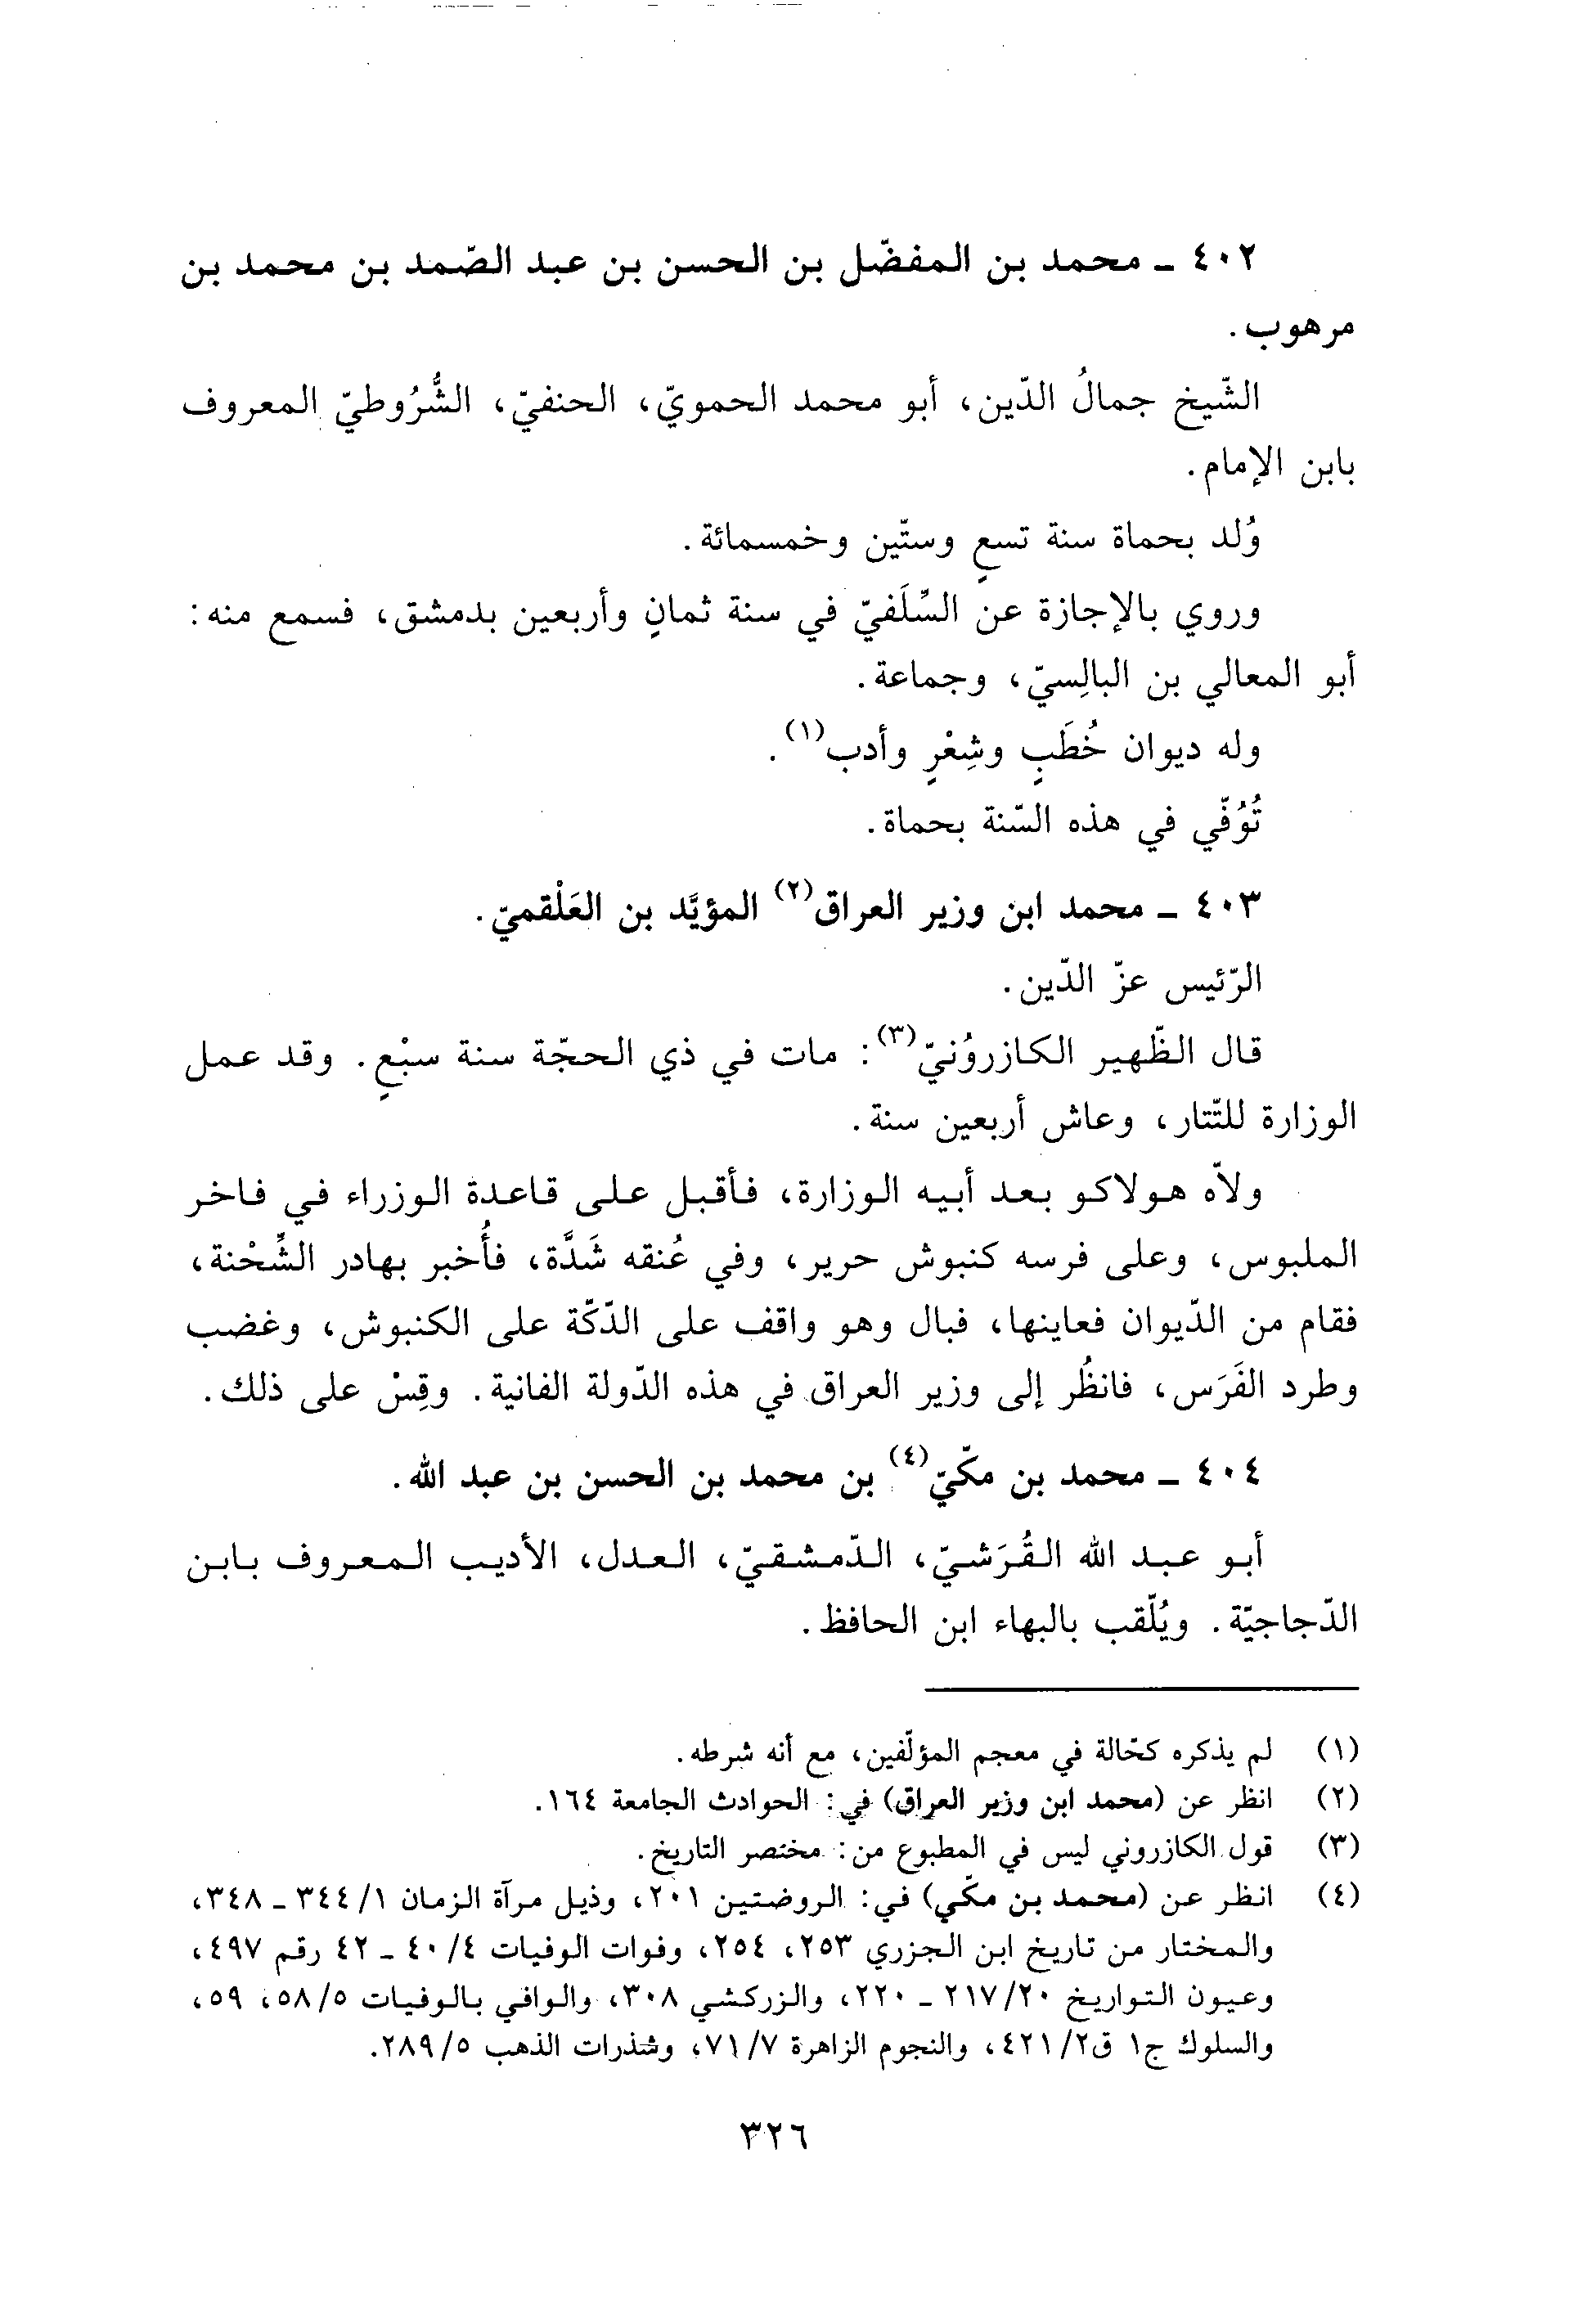 ٤٠٢ ـ محمد بن المفضّل بن الحسن بن عبد الصّمد بن محمد بن
مرهوب.
الشّيخ جمالُ الدّين، أبو محمد الحمويّ، الحنفيّ، الشُّرُوطيّ المعروف
بابن الإمام.
وُلد بحماة سنة تسعٍ وستّين وخمسمائة.
وروي بالإجازة عن السِّلَفيّ في سنة ثمانٍ وأربعين بدمشق، فسمع منه:
أبو المعالي بن البالِسيّ، وجماعة.
وله ديوان خُطَبٍ وشِعْرٍ وأدب(١).
تُوُفّي في هذه السّنة بحماة.
٤٠٣ ـ محمد ابن وزير العراق(٢) المؤيَّد بن العَلْقميّ.
الرّئيس عزّ الدّين.
قال الظّهير الكازروُنيّ(٣): مات في ذي الحجّة سنة سبْعٍ. وقد عمل
الوزارة للتّتار، وعاش أربعين سنة.
ولاّه هولاكو بعد أبيه الوزارة، فأقبل على قاعدة الوزراء في فاخر
الملبوس، وعلى فرسه كنبوش حرير، وفي عُنقه شَدَّة، فأُخبر بهادر الشِّحْنة،
فقام من الدّيوان فعاينها، فبال وهو واقف على الدّكّة على الكنبوش، وغضب
وطرد الفَرَس، فانظُر إلى وزير العراق في هذه الدّولة الفانية. وقِسْ على ذلك.
٤٠٤ ـ محمد بن مكّيّ(٤) بن محمد بن الحسن بن عبد الله.
أبو عبد الله القُرَشيّ، الدّمشقيّ، العدل، الأديب المعروف بابن
الدّجاجيّة. ويُلّقب بالبهاء ابن الحافظ.
(١) لم يذكره كحّالة في معجم المؤلّفين، مع أنه شرطه.
(٢) انظر عن (محمد ابن وزير العراق) في: الحوادث الجامعة ١٦٤.
(٣) قول الكازروني ليس في المطبوع من: مختصر التاريخ.
(٤) انظر عن (محمد بن مكّي) في: الروضتين ٢٠١، وذيل مرآة الزمان ١/ ٣٤٤ ـ ٣٤٨،
والمختار من تاريخ ابن الجزري ٢٥٣، ٢٥٤، وفوات الوفيات ٤/ ٤٠ ـ ٤٢ رقم ٤٩٧،
وعيون التواريخ ٢٠/ ٢١٧ ـ ٢٢٠، والزركشي ٣٠٨، والوافي بالوفيات ٥/ ٥٨، ٥٩،
والسلوك ج١ ق٢/ ٤٢١، والنجوم الزاهرة ٧/ ٧١، وشذرات الذهب ٥/ ٢٨٩.
٣٢٦